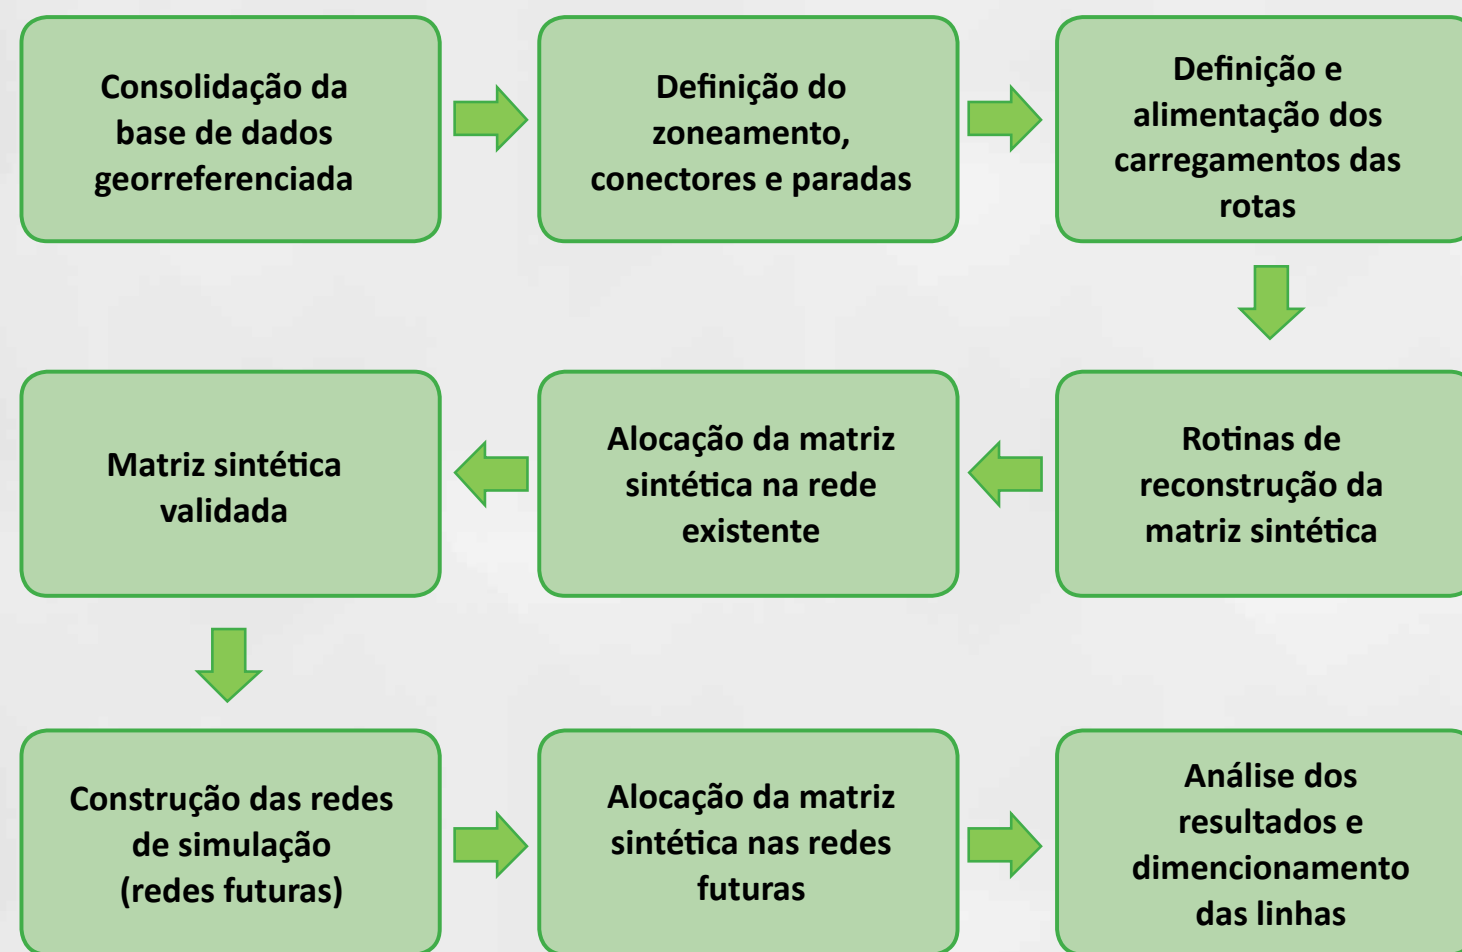 Consolidação da
base de dados
georreferenciada
Definição do
zoneamento,
conectores e paradas
Definição e
alimentação dos
carregamentos das
rotas
Rotinas de
reconstrução da
matriz sintética
Alocação da matriz
sintética na rede
existente
Matriz sintética
validada
Construção das redes
de simulação
(redes futuras)
Alocação da matriz
sintética nas redes
futuras
Análise dos
resultados e
dimencionamento
das linhas